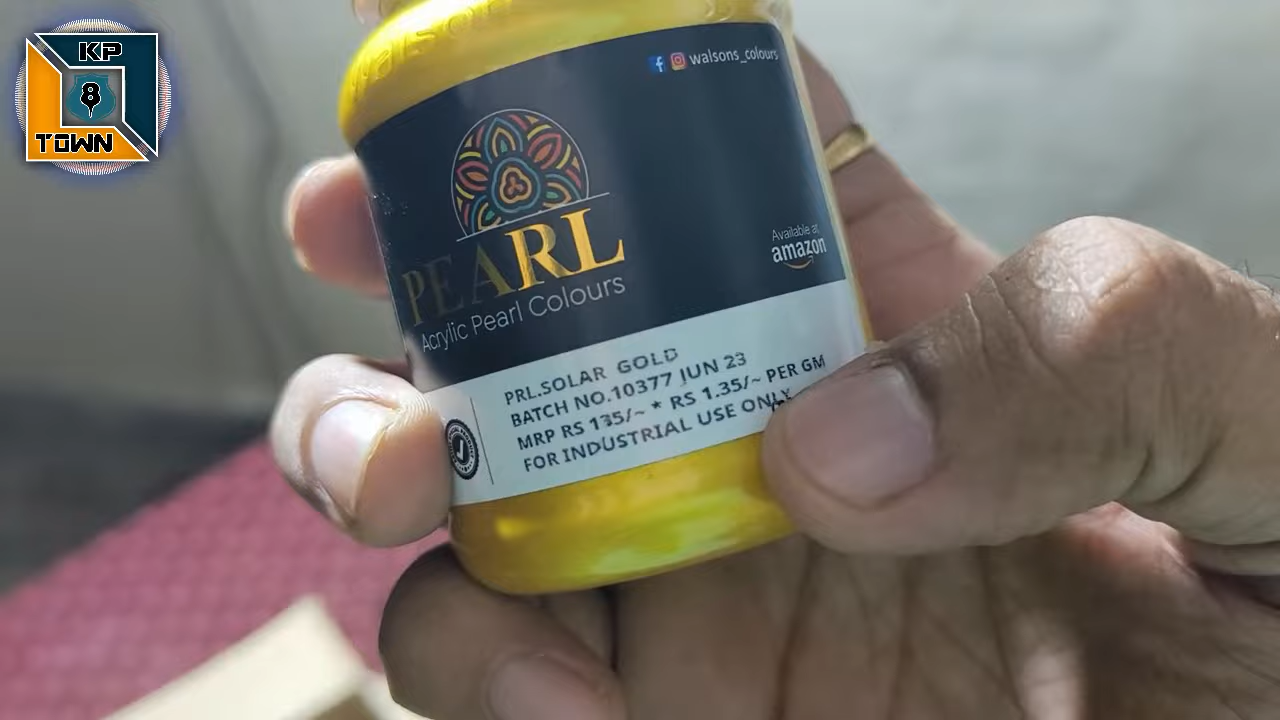 KP
8
TOWN
walsons_colours
PEARL
Acrylic Pearl Colours
Available at
amazon
PRL.SOLAR GOLD
BATCH NO.10377 JUN 23
MRP RS 135/~ * RS 1.35/~ PER GM
FOR INDUSTRIAL USE ONLY